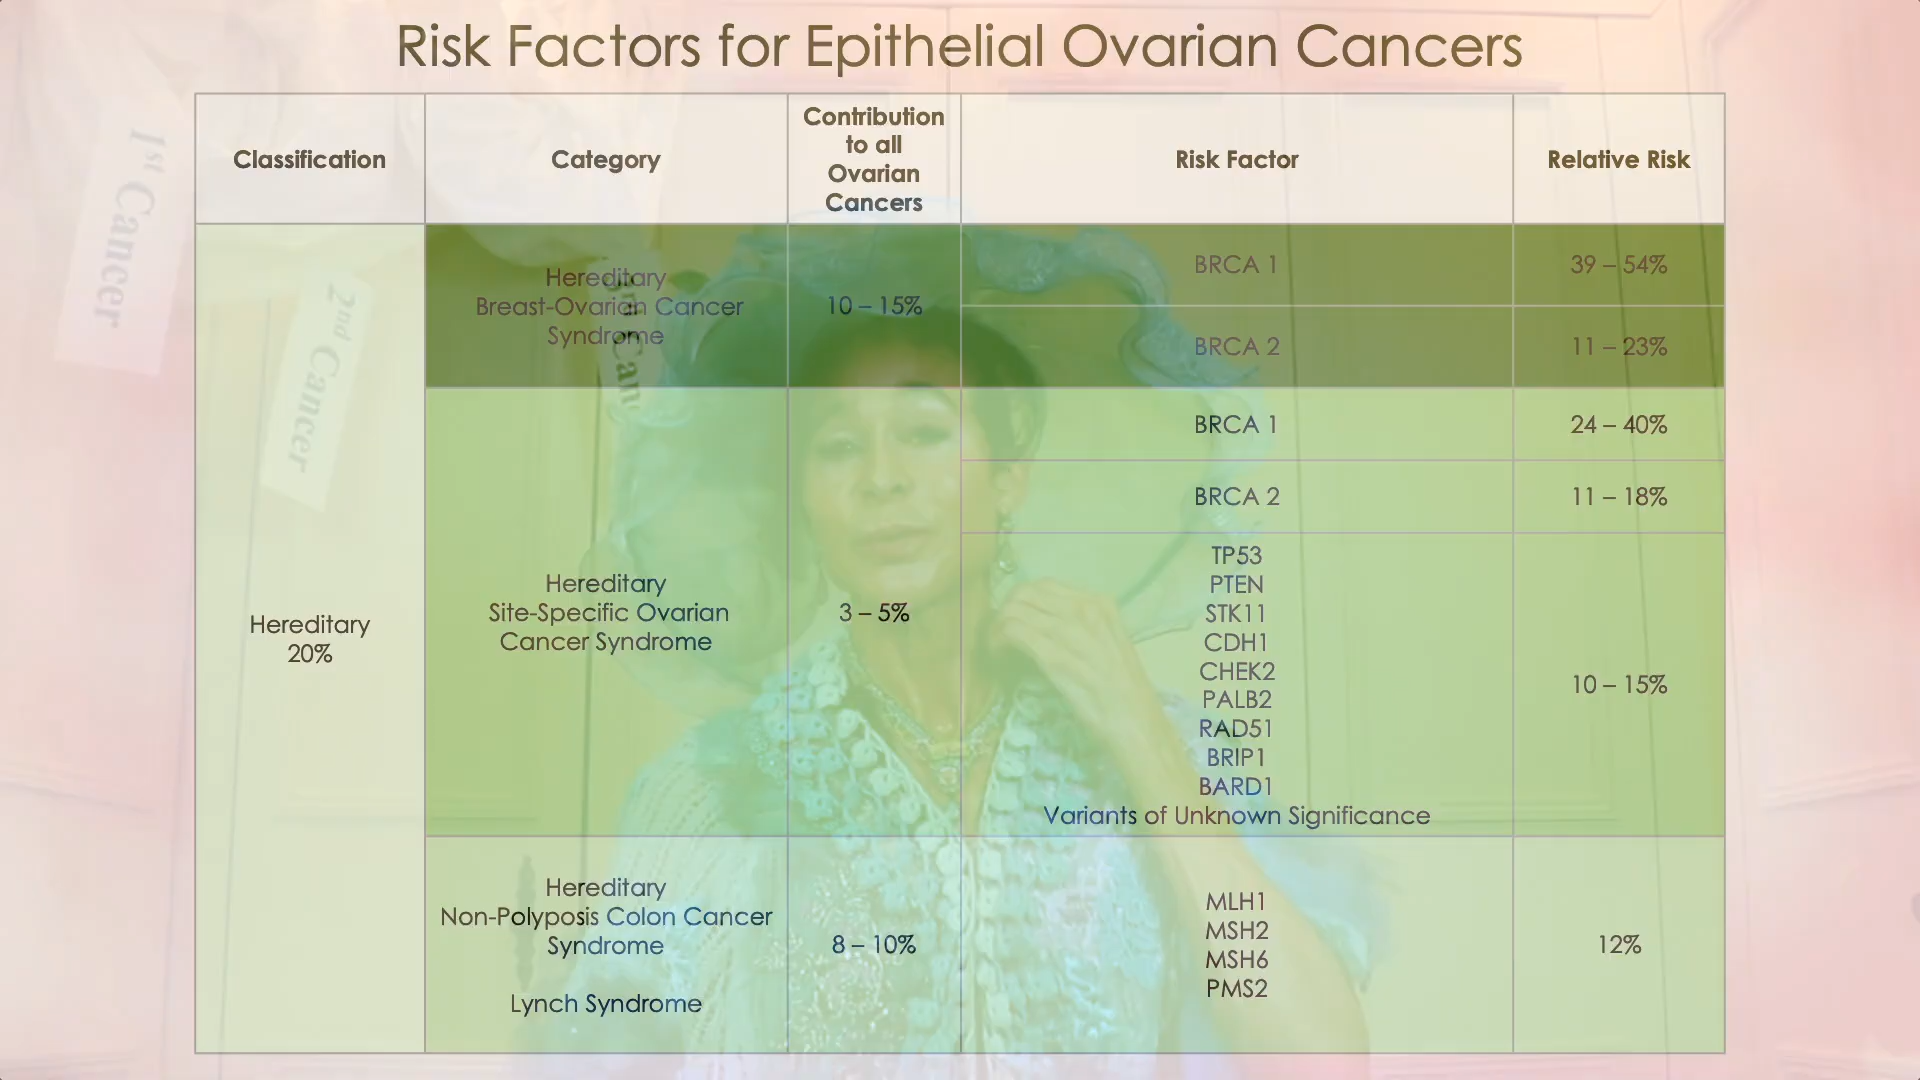 Risk Factors for Epithelial Ovarian Cancers
Classification
Category
Contribution
to all
Ovarian
Cancers
Risk Factor
Relative Risk
Hereditary
20%
Hereditary
Breast-Ovarian Cancer
Syndrome
10 – 15%
BRCA 1
39 – 54%
BRCA 2
11 – 23%
Hereditary
Site-Specific Ovarian
Cancer Syndrome
3 – 5%
BRCA 1
24 – 40%
BRCA 2
11 – 18%
TP53
PTEN
STK11
CDH1
CHEK2
PALB2
RAD51
BRIP1
BARD1
Variants of Unknown Significance
10 – 15%
Hereditary
Non-Polyposis Colon Cancer
Syndrome
Lynch Syndrome
8 – 10%
MLH1
MSH2
MSH6
PMS2
12%
1st Cancer
2nd Cancer